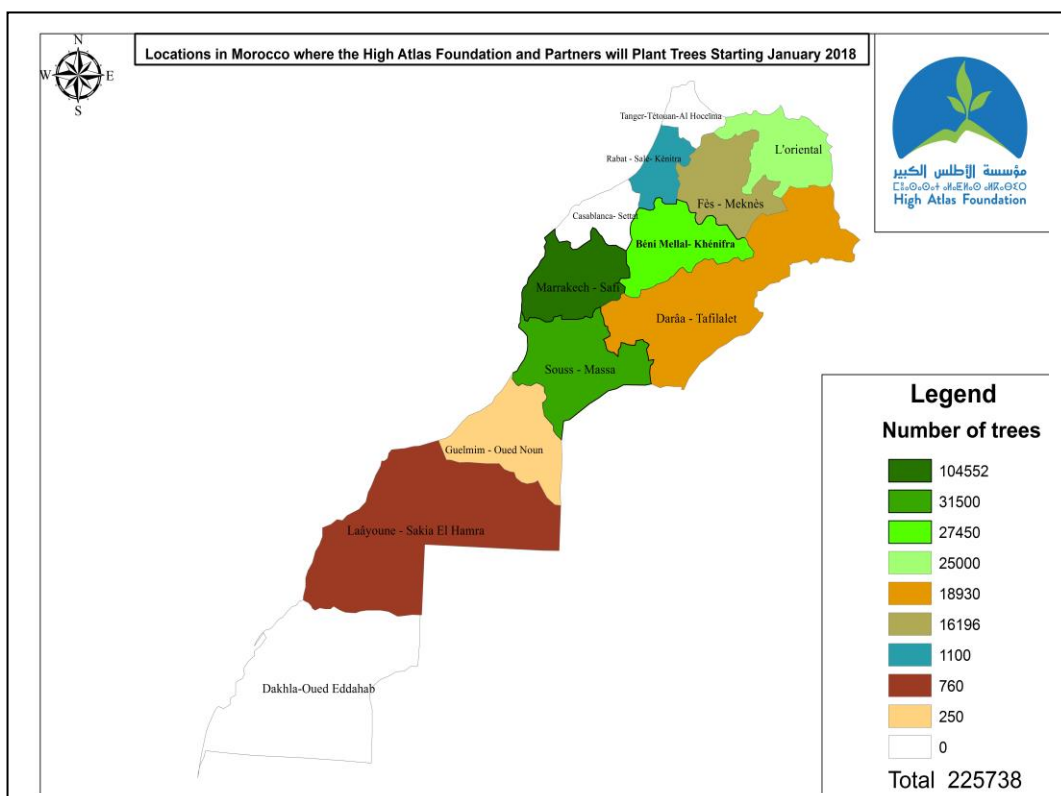 Locations in Morocco where the High Atlas Foundation and Partners will Plant Trees Starting January 2018
N
W E
S
مؤسسة الأطلس الكبير
High Atlas Foundation
Tanger-Tétouan-Al Hoceïma
L'oriental
Rabat - Salé- Kénitra
Fès - Meknès
Casablanca- Settat
Béni Mellal- Khénifra
Marrakech - Safi
Darâa - Tafilalet
Souss - Massa
Guelmim - Oued Noun
Laâyoune - Sakia El Hamra
Dakhla-Oued Eddahab
Legend
Number of trees
104552
31500
27450
25000
18930
16196
1100
760
250
0
Total 225738